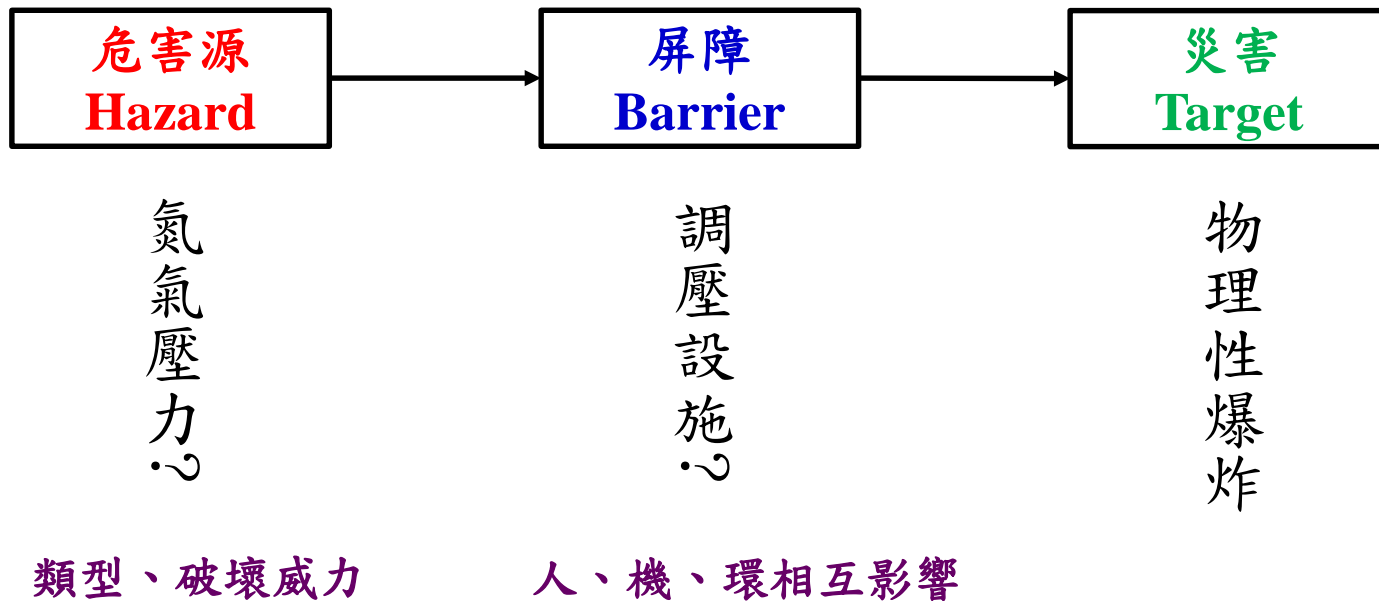 危害源
Hazard
屏障
Barrier
災害
Target
氮氣壓力?
調壓設施?
物理性爆炸
類型、破壞威力
人、機、環相互影響